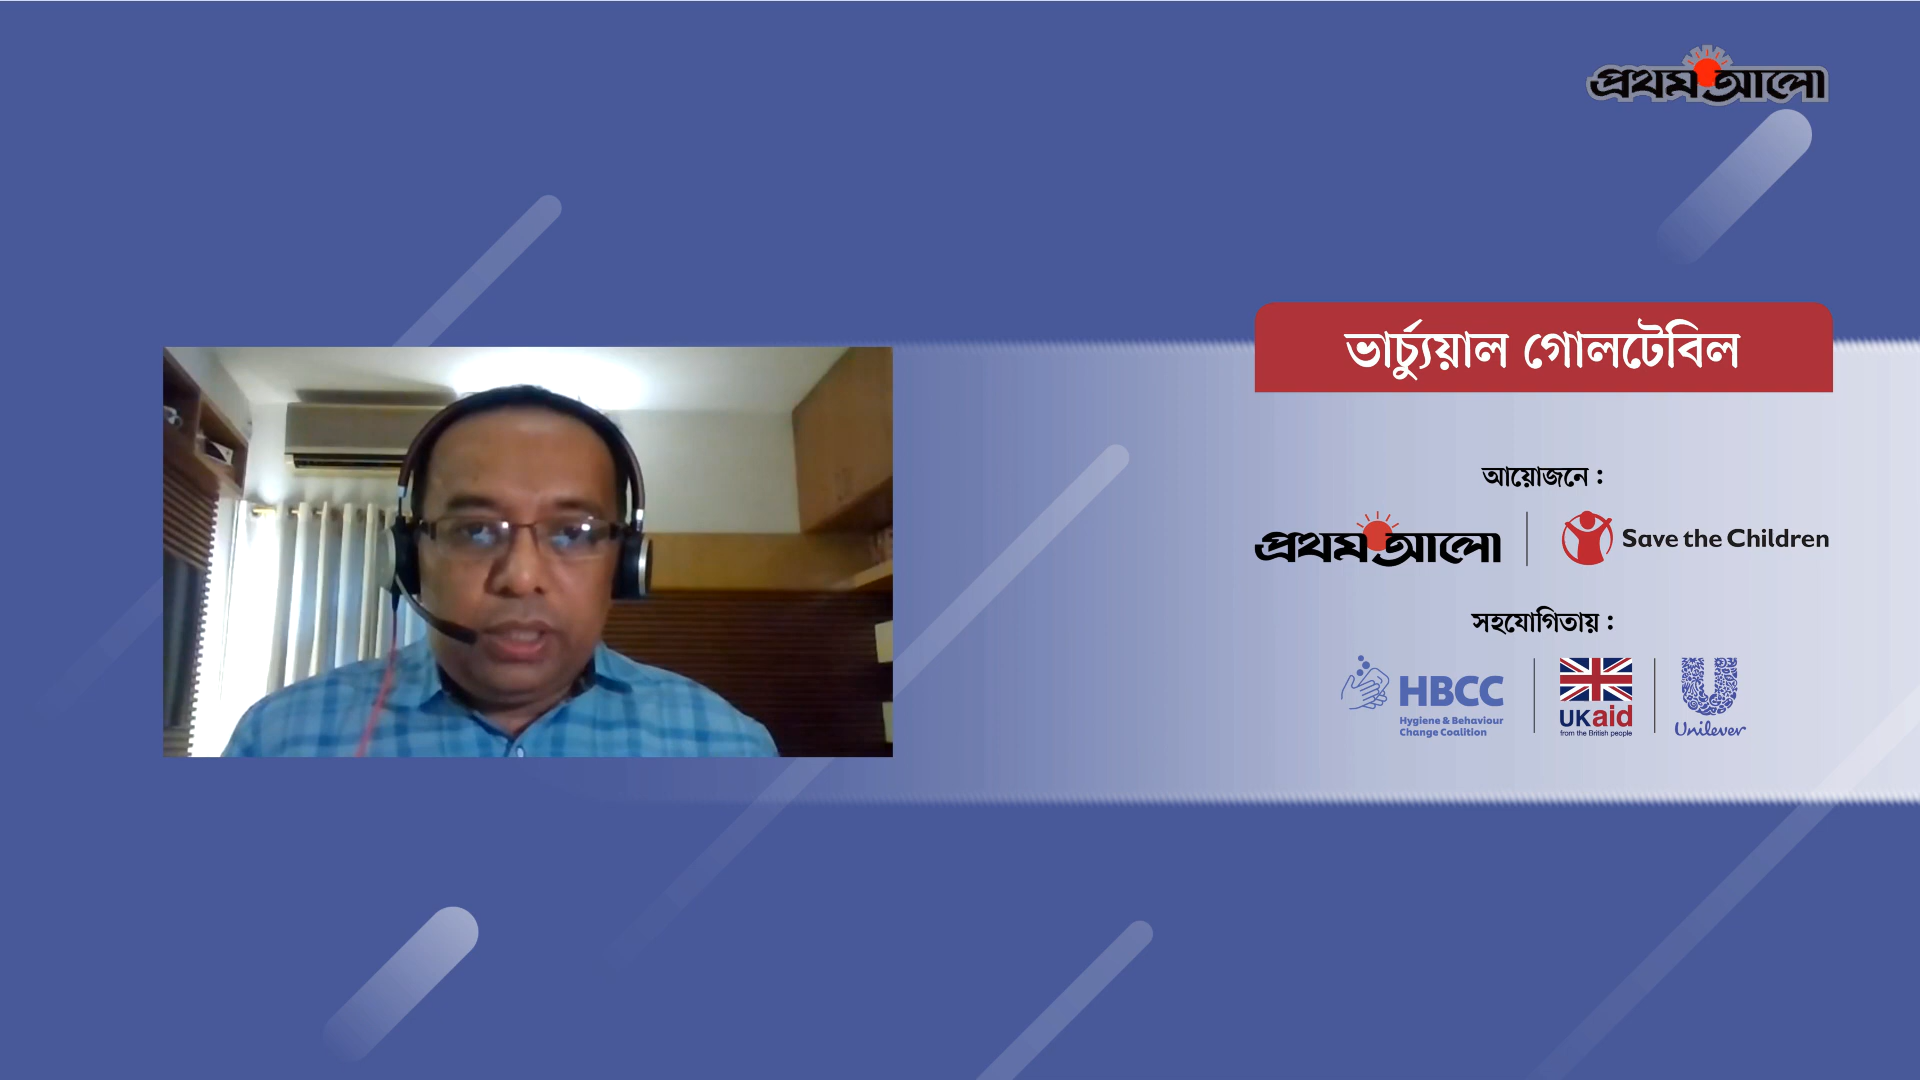 প্রথম আলো
ভার্চ্যুয়াল গোলটেবিল
আয়োজনে :
প্রথম আলো
Save the Children
সহযোগিতায় :
HBCC
Hygiene & Behaviour
Change Coalition
UKaid
from the British people
Unilever